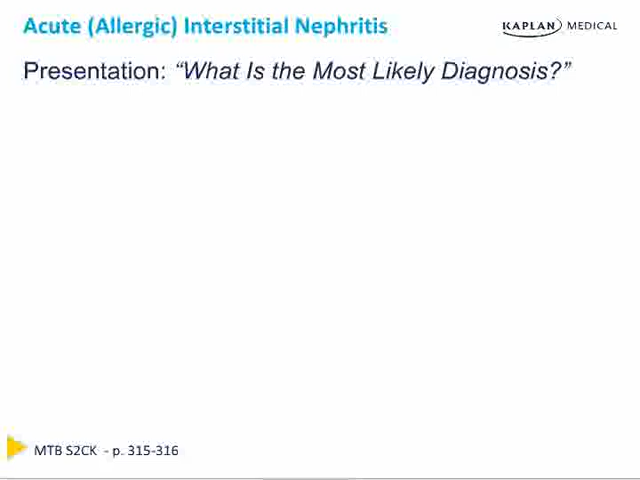 Acute (Allergic) Interstitial Nephritis
KAPLAN MEDICAL
Presentation: “What Is the Most Likely Diagnosis?”
MTB S2CK - p. 315-316